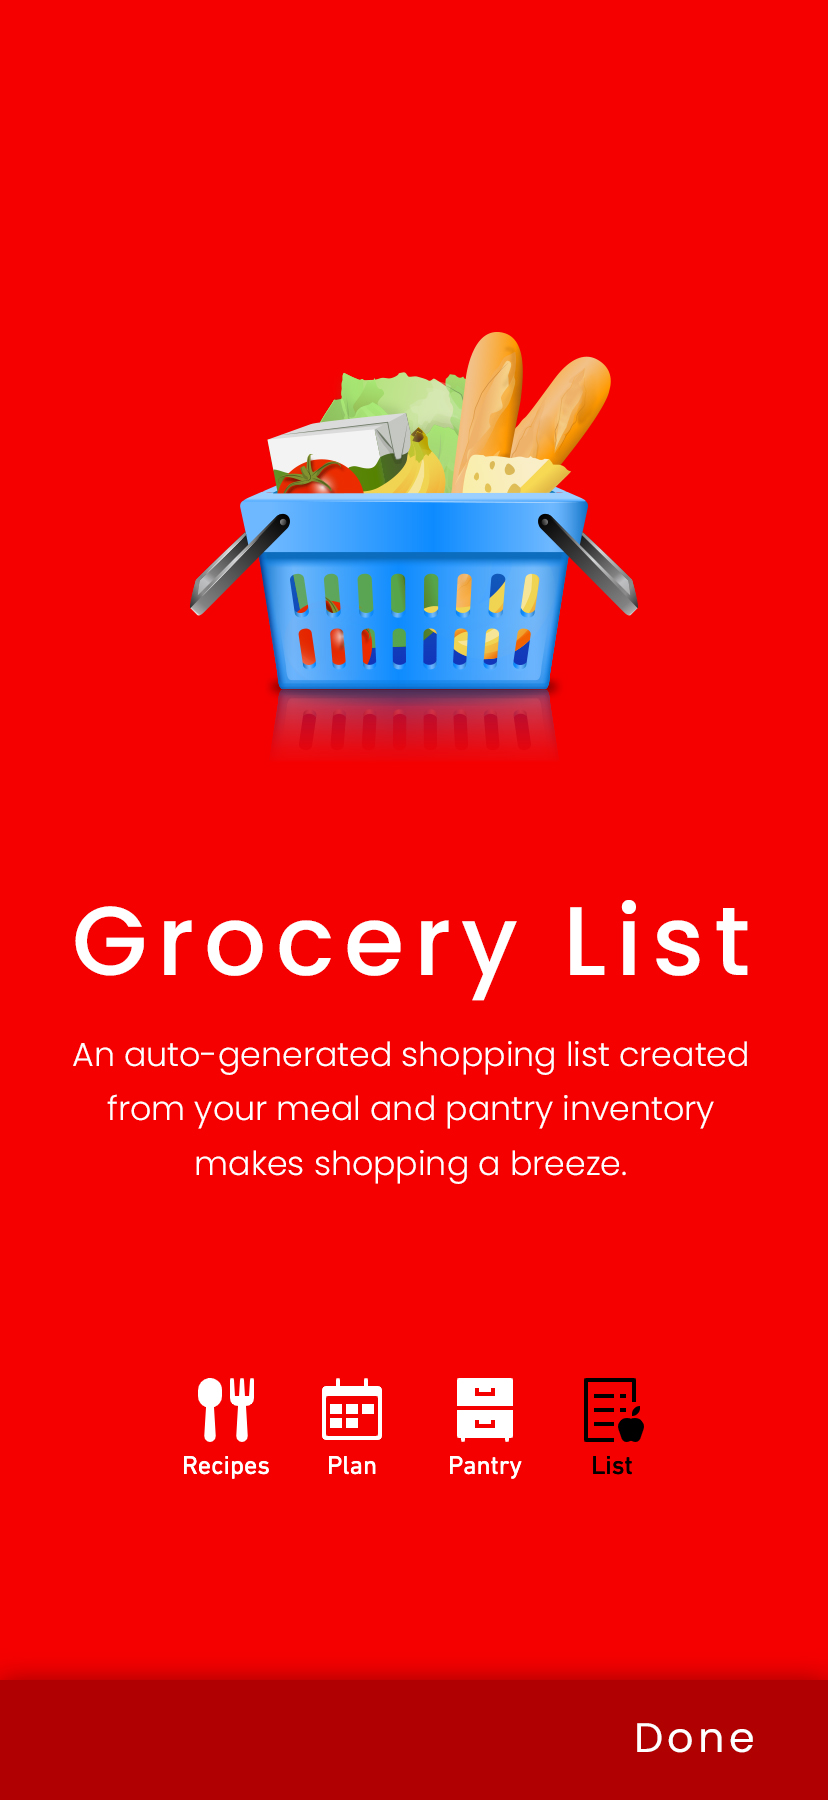 Grocery List
An auto-generated shopping list created
from your meal and pantry inventory
makes shopping a breeze.
Recipes Plan Pantry List
Done